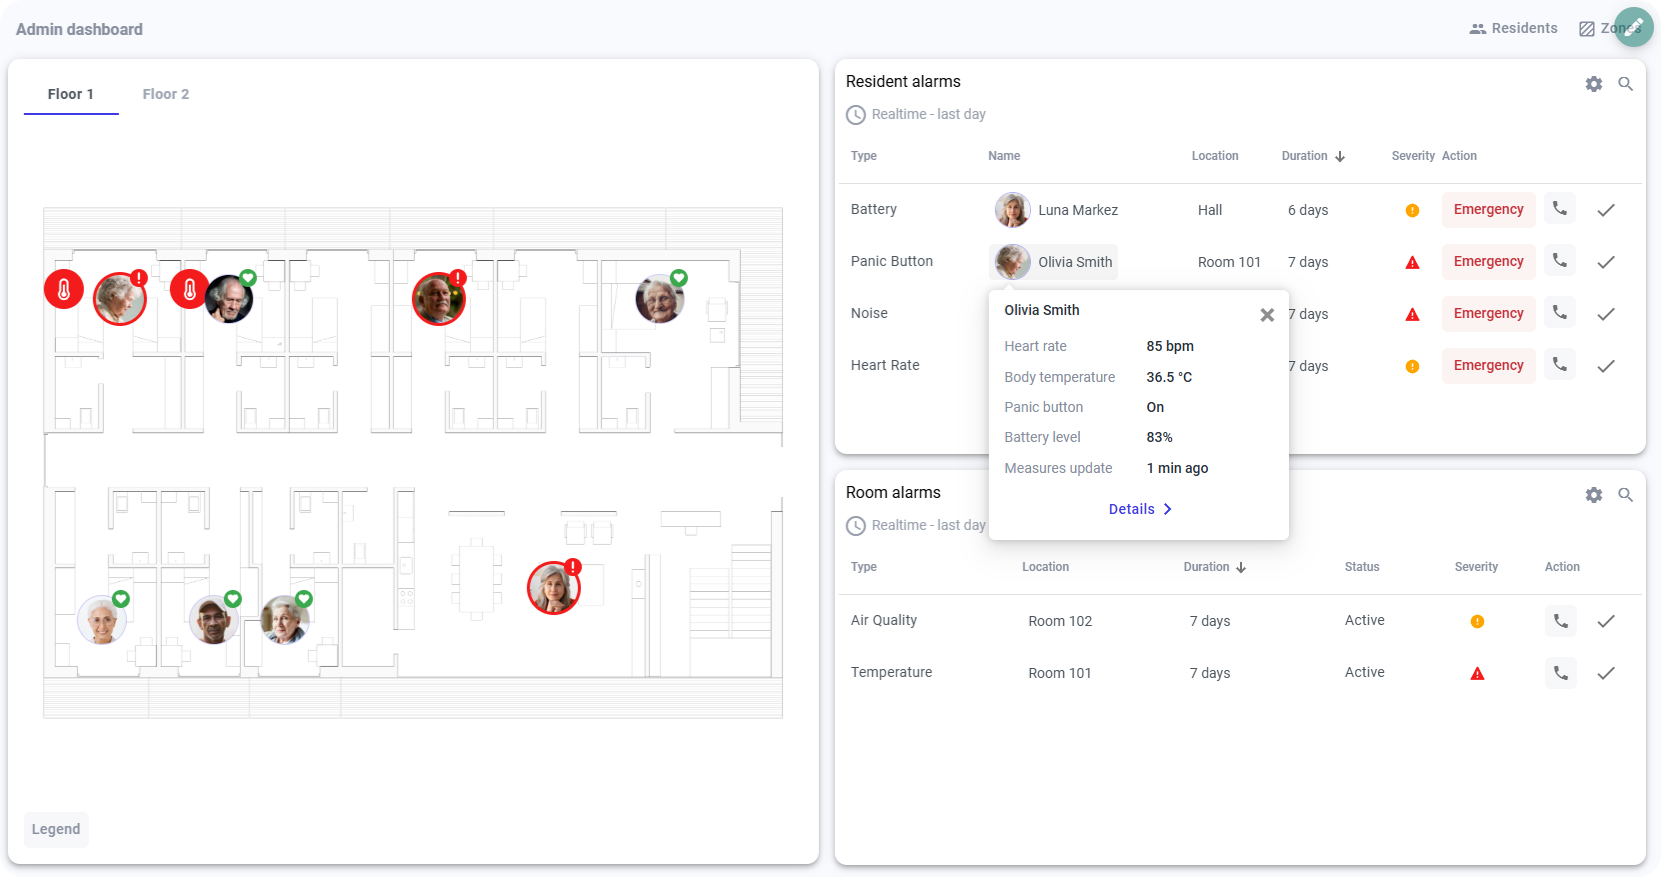 Admin dashboard
Residents
Zones
Floor 1
Floor 2
Legend
Resident alarms
Realtime - last day
Type Name Location Duration Severity Action
Battery Luna Markez Hall 6 days Emergency
Panic Button Olivia Smith Room 101 7 days Emergency
Noise 7 days Emergency
Heart Rate 7 days Emergency
Olivia Smith
Heart rate 85 bpm
Body temperature 36.5 °C
Panic button On
Battery level 83%
Measures update 1 min ago
Details
Room alarms
Realtime - last day
Type Location Duration Status Severity Action
Air Quality Room 102 7 days Active
Temperature Room 101 7 days Active